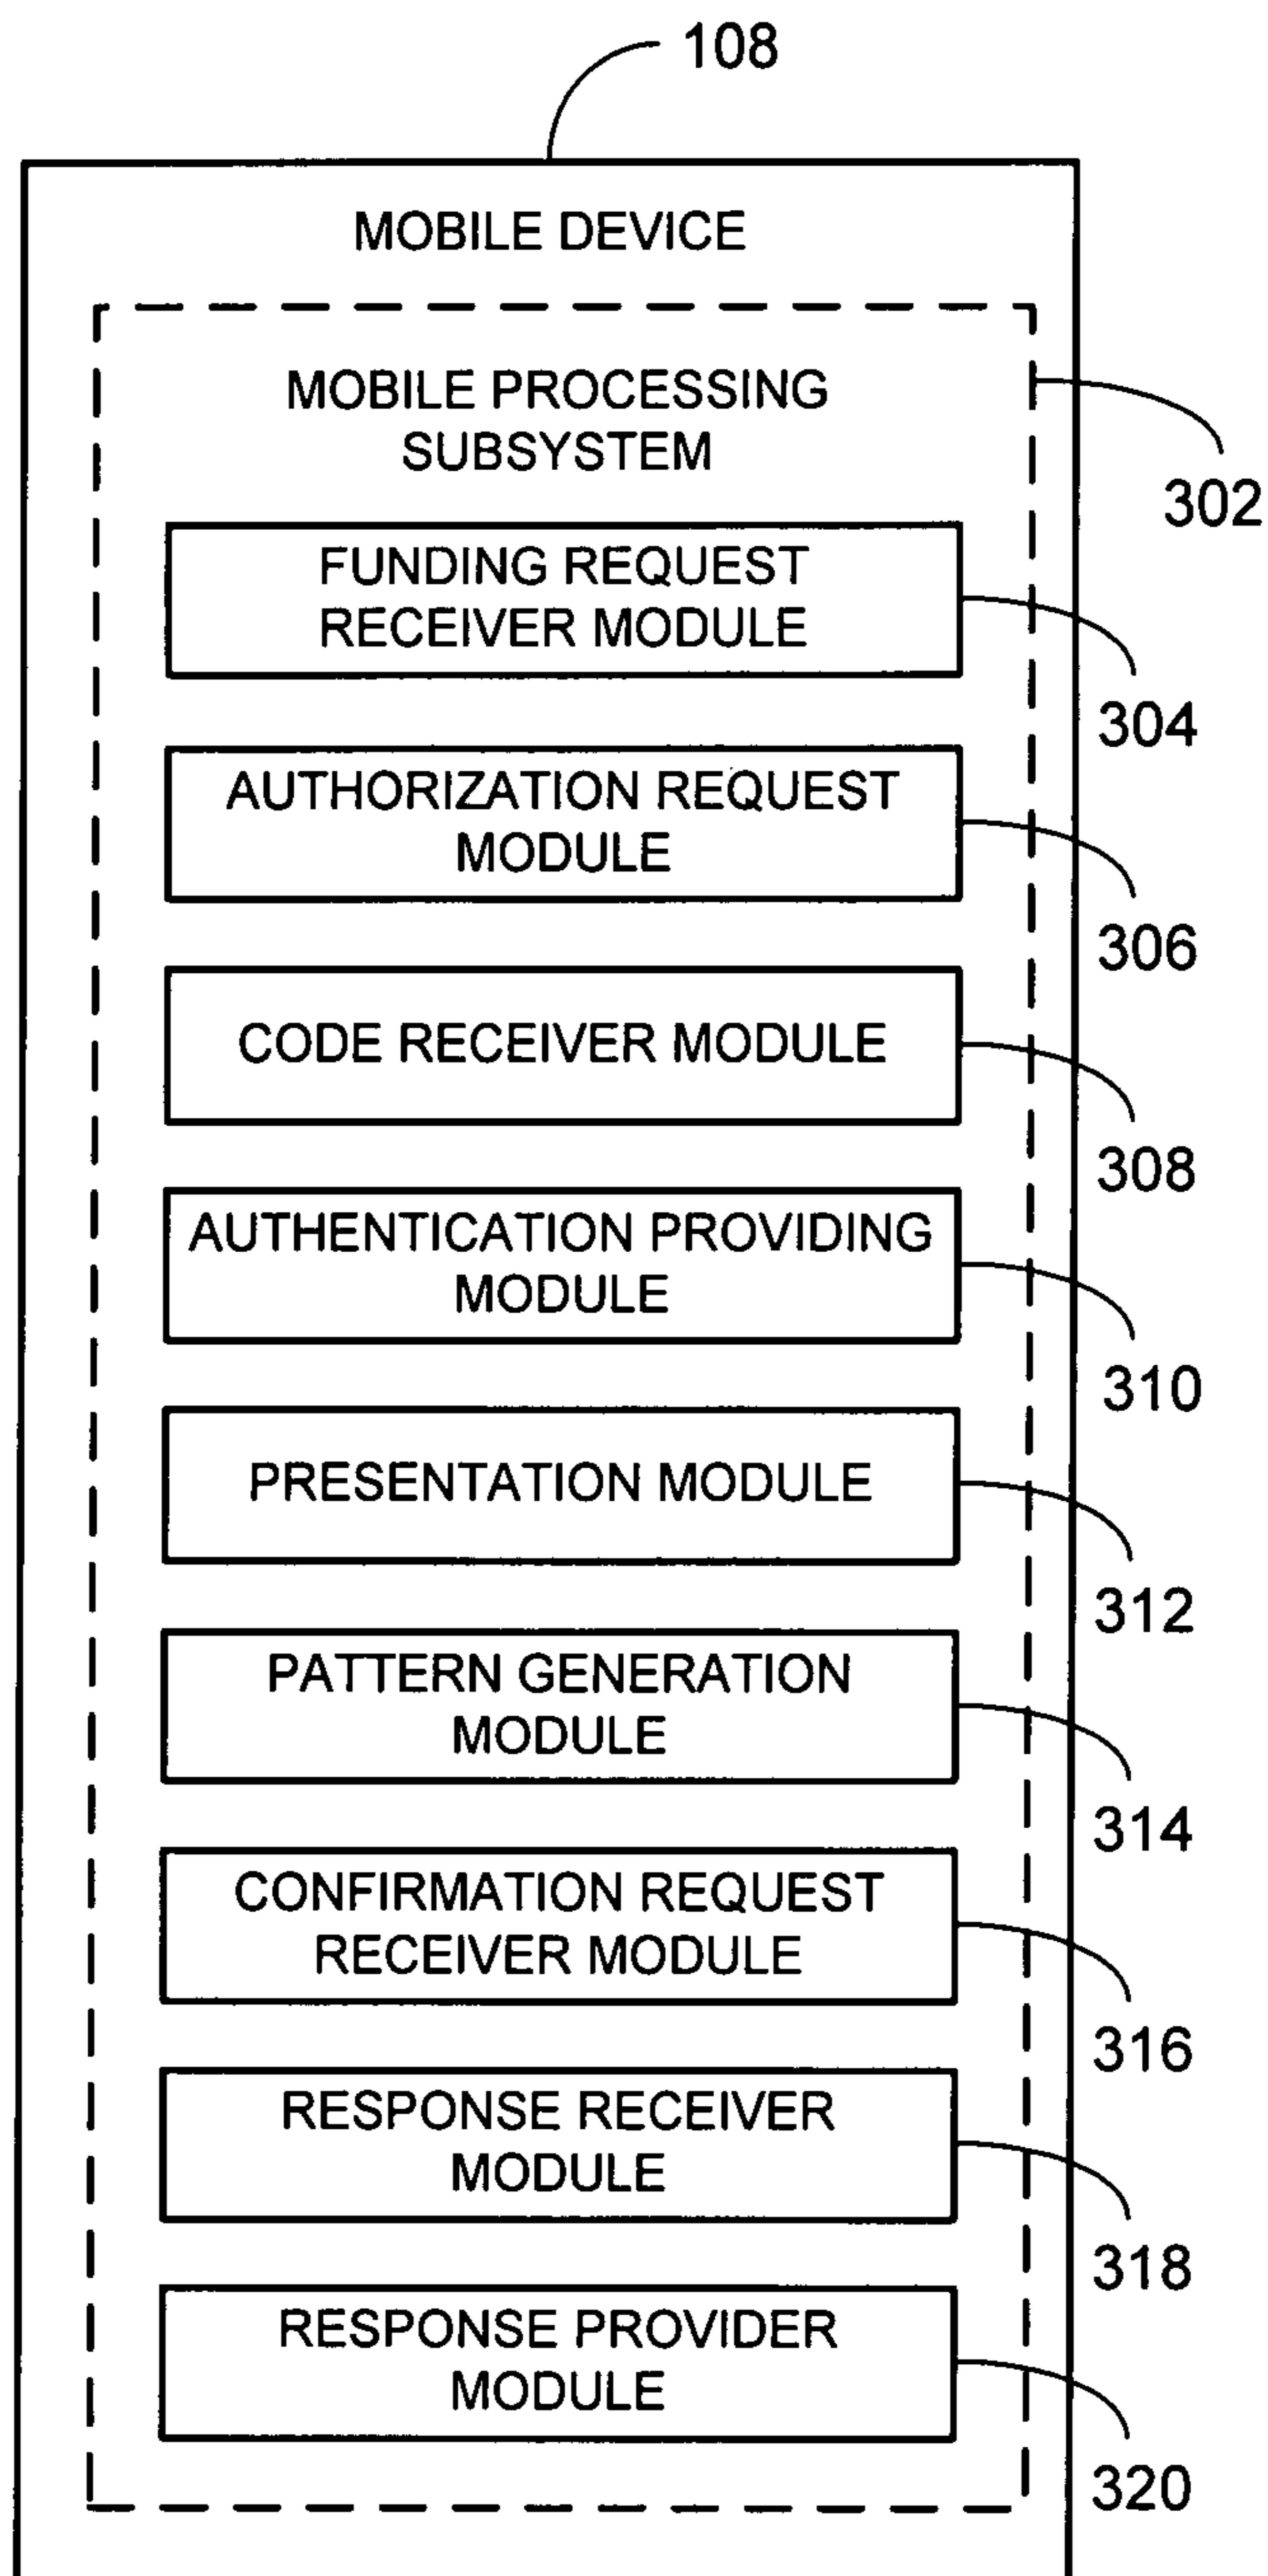 108
MOBILE DEVICE
MOBILE PROCESSING
SUBSYSTEM
302
FUNDING REQUEST
RECEIVER MODULE
304
AUTHORIZATION REQUEST
MODULE
306
CODE RECEIVER MODULE
308
AUTHENTICATION PROVIDING
MODULE
310
PRESENTATION MODULE
312
PATTERN GENERATION
MODULE
314
CONFIRMATION REQUEST
RECEIVER MODULE
316
RESPONSE RECEIVER
MODULE
318
RESPONSE PROVIDER
MODULE
320